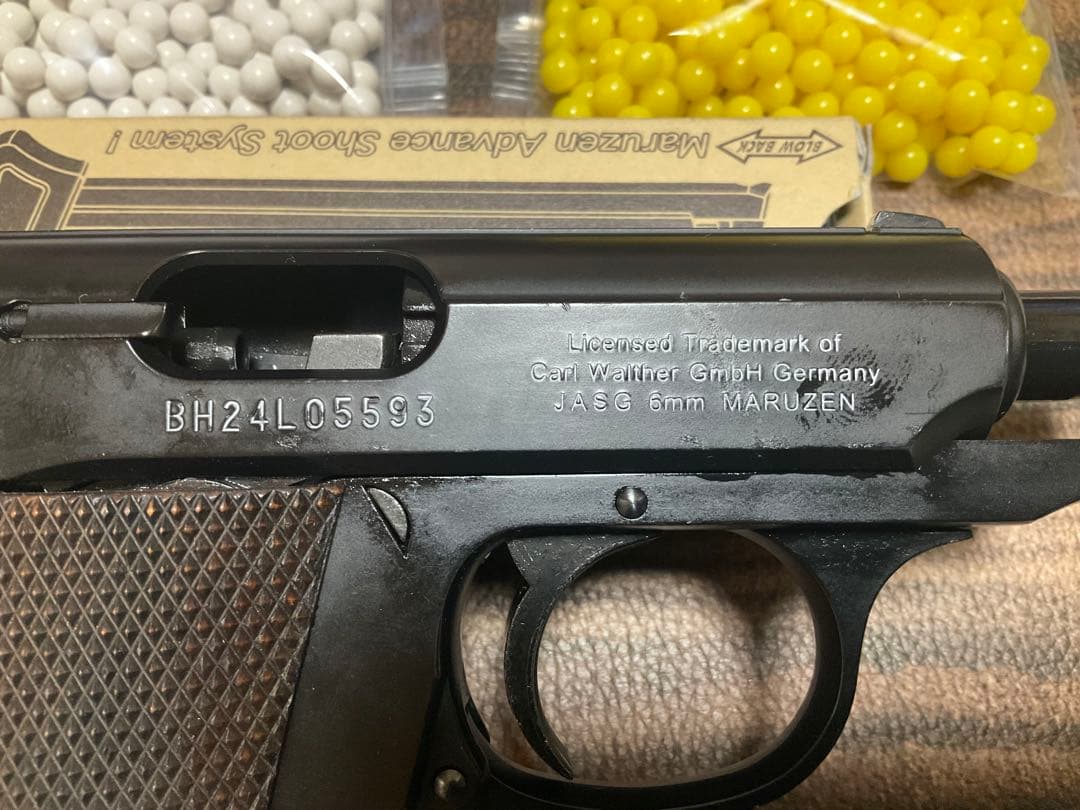 Maruzen Advance Shoot System !
BLOW BACK
Licensed Trademark of
Carl Walther GmbH Germany
JASG 6mm MARUZEN
BH24L05593